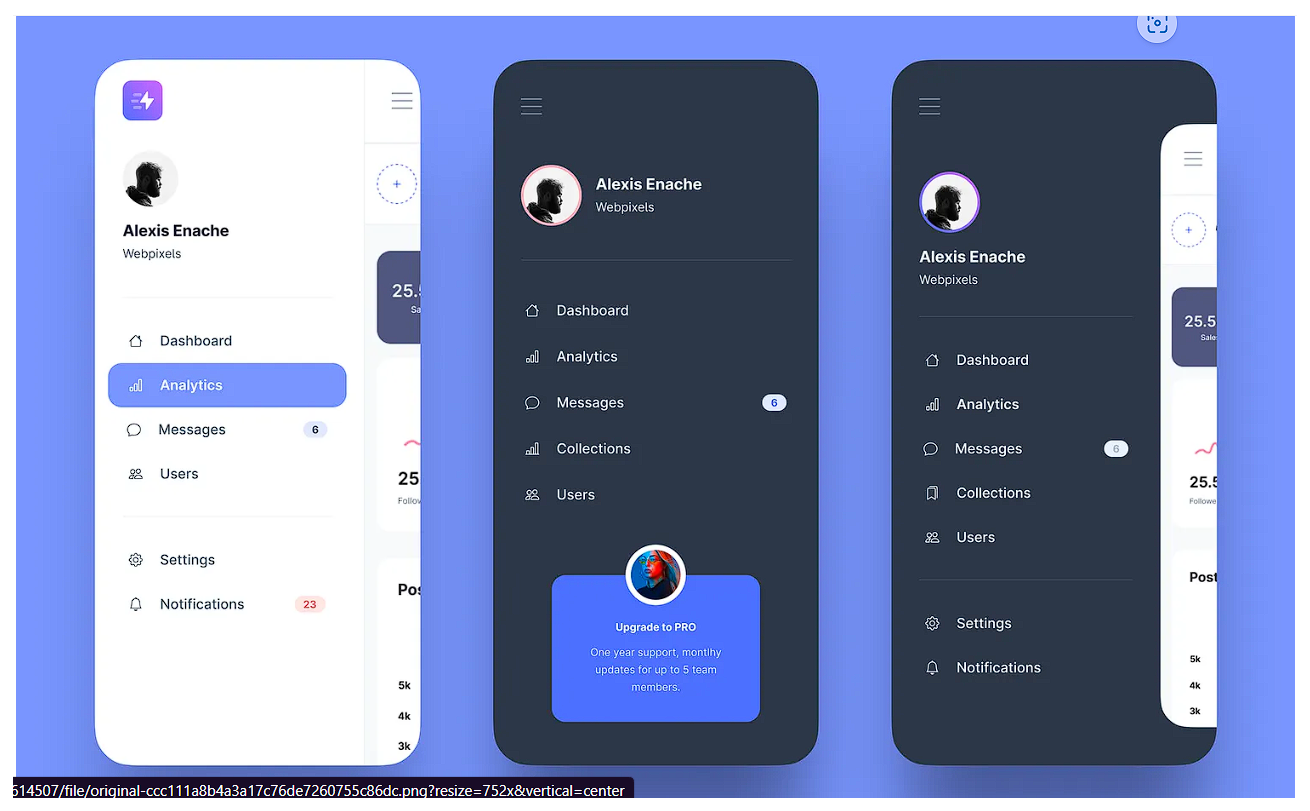 Alexis Enache
Webpixels
Dashboard
Analytics
Messages 6
Users
Settings
Notifications 23
25.
Sa
25
Follow
Pos
5k
4k
3k
Alexis Enache
Webpixels
Dashboard
Analytics
Messages 6
Collections
Users
Upgrade to PRO
One year support, montlhy
updates for up to 5 team
members.
Alexis Enache
Webpixels
Dashboard
Analytics
Messages 6
Collections
Users
Settings
Notifications
25.5
Sale
25.5
Followe
Post
5k
4k
3k
614507/file/original-ccc111a8b4a3a17c76de7260755c86dc.png?resize=752x&vertical=center